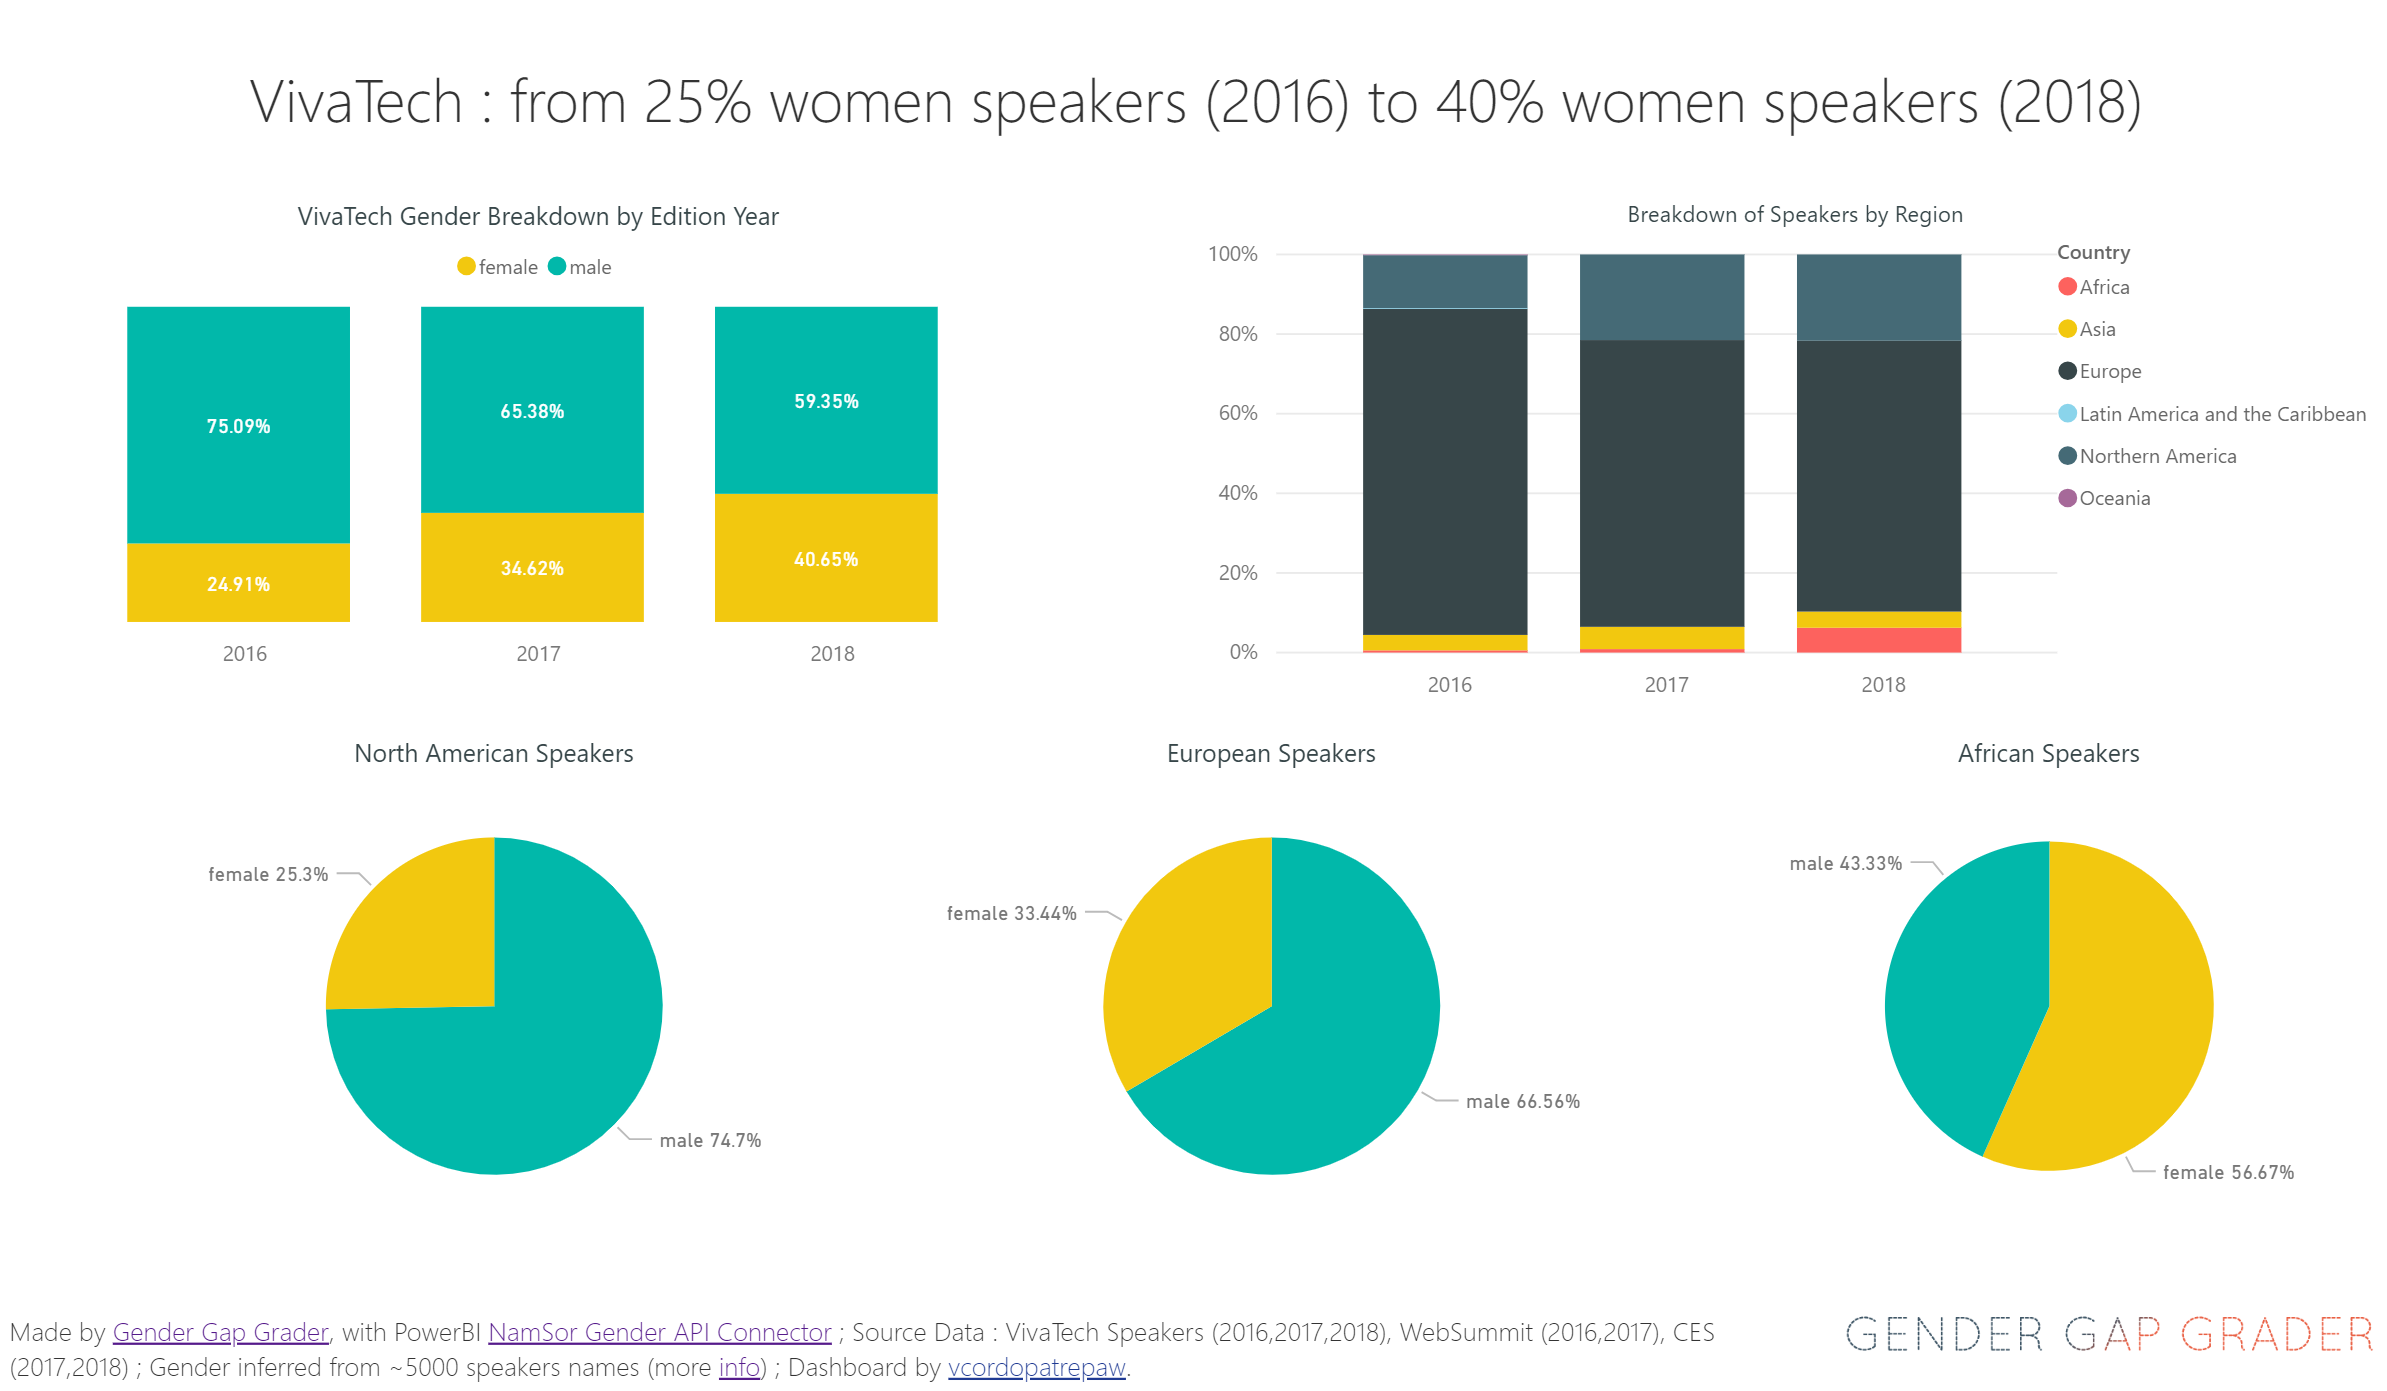 VivaTech : from 25% women speakers (2016) to 40% women speakers (2018)
VivaTech Gender Breakdown by Edition Year
female male
75.09%
65.38%
59.35%
24.91%
34.62%
40.65%
2016 2017 2018
Breakdown of Speakers by Region
100%
80%
60%
40%
20%
0%
2016 2017 2018
Country
Africa
Asia
Europe
Latin America and the Caribbean
Northern America
Oceania
North American Speakers
female 25.3%
male 74.7%
European Speakers
female 33.44%
male 66.56%
African Speakers
male 43.33%
female 56.67%
Made by Gender Gap Grader, with PowerBI NamSor Gender API Connector ; Source Data : VivaTech Speakers (2016,2017,2018), WebSummit (2016,2017), CES
(2017,2018) ; Gender inferred from ~5000 speakers names (more info) ; Dashboard by vcordopatrepaw.
GENDER GAP GRADER